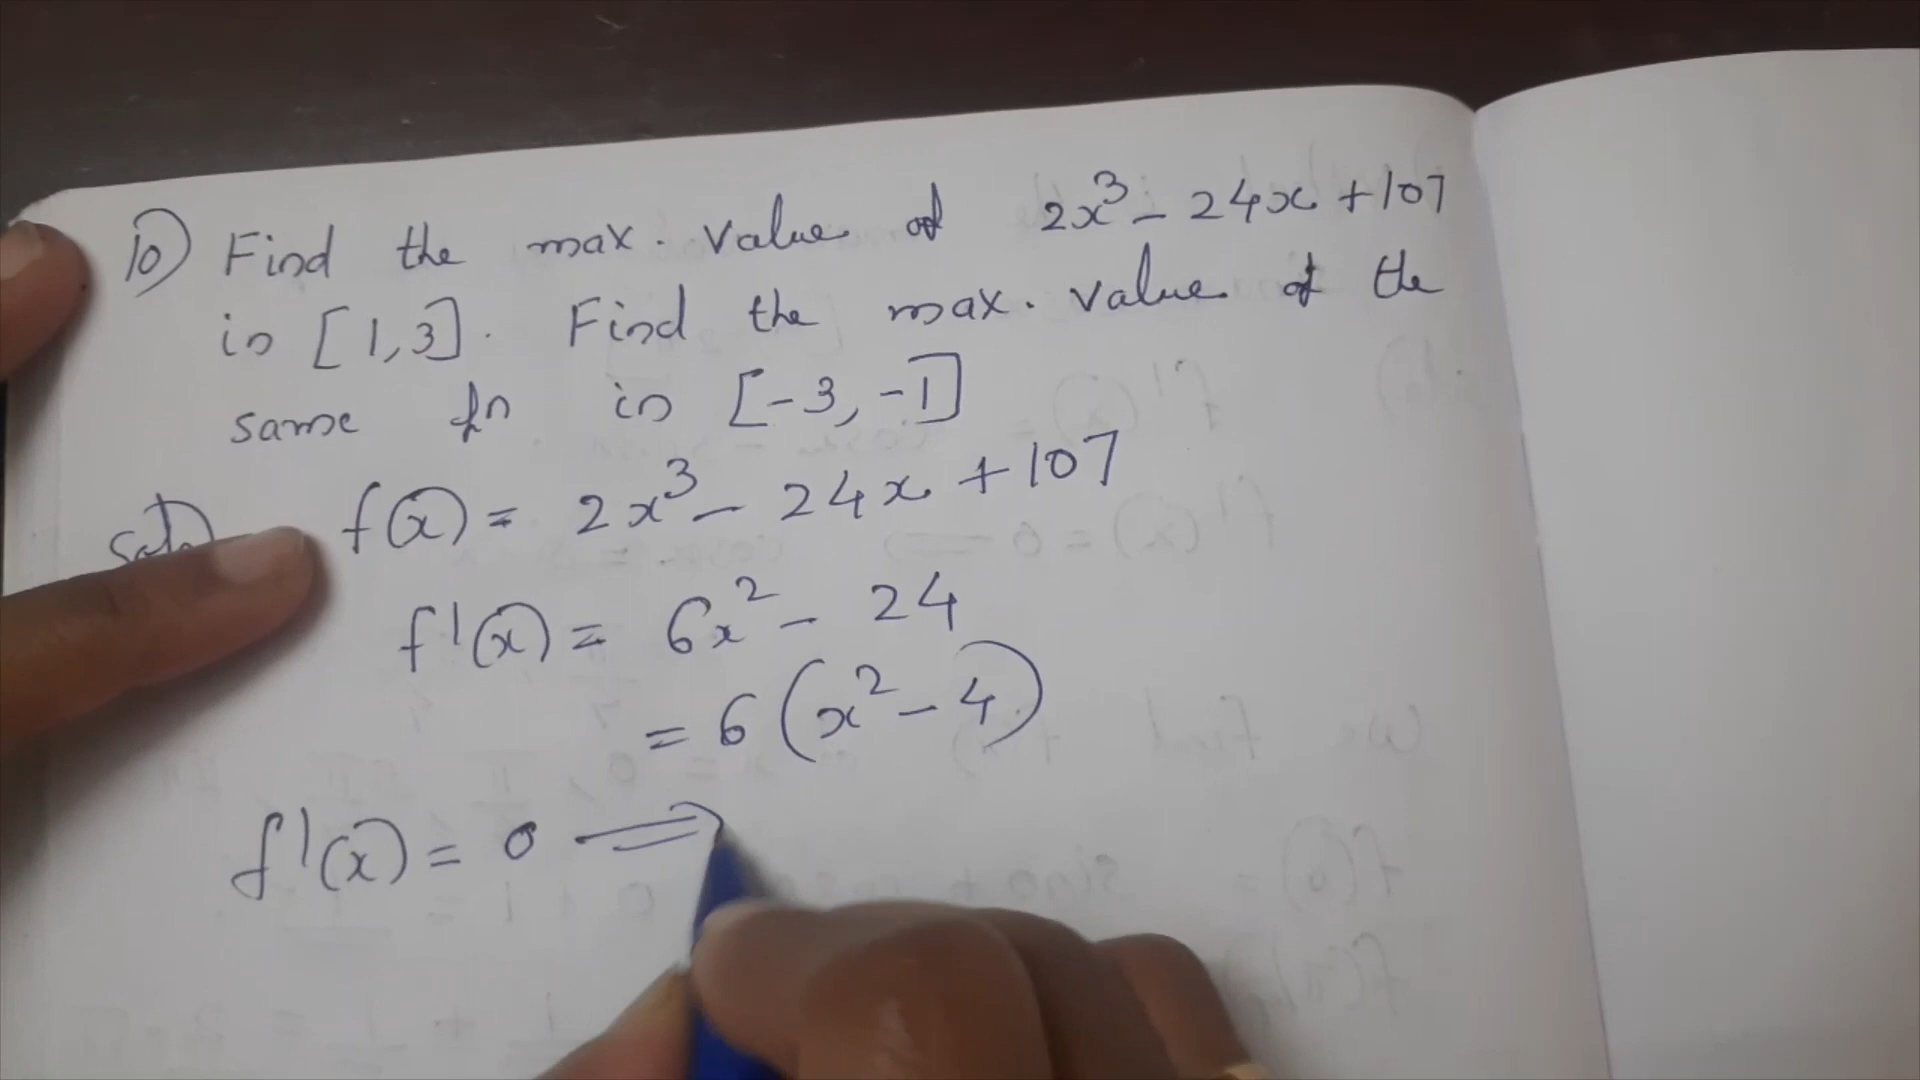 10) Find the max. value of 2x³ - 24x + 107
in [1,3]. Find the max. value of the
same fn in [-3, -1]
Soln f(x) = 2x³ - 24x + 107
f'(x) = 6x² - 24
= 6(x² - 4)
f'(x) = 0 ⟹